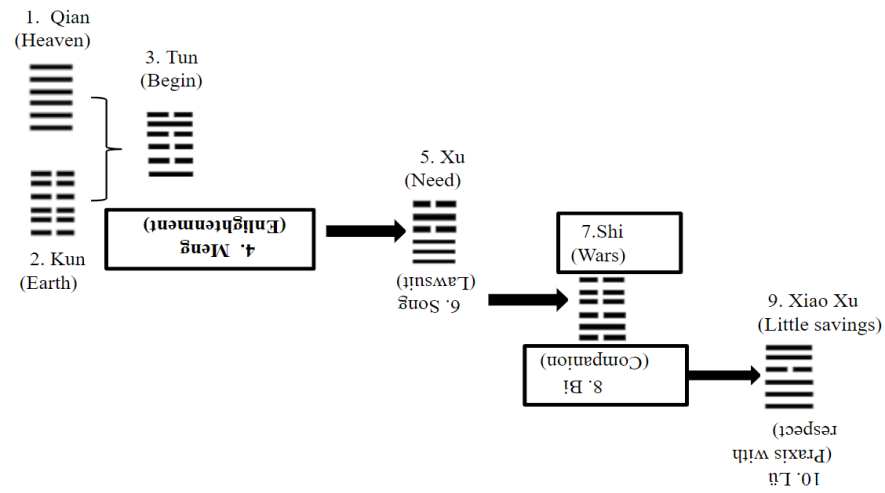 1. Qian
(Heaven)
3. Tun
(Begin)
2. Kun
(Earth)
4. Meng
(Enlightenment)
5. Xu
(Need)
6. Song
(Lawsuit)
7.Shi
(Wars)
8. Bi
(Companion)
9. Xiao Xu
(Little savings)
10. Lü
(Praxis with
respect)